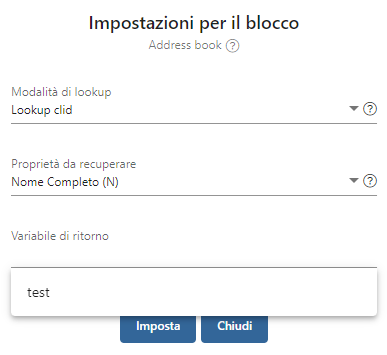 Impostazioni per il blocco
Address book ?
Modalità di lookup
Lookup clid ?
Proprietà da recuperare
Nome Completo (N) ?
Variabile di ritorno
test
Imposta Chiudi